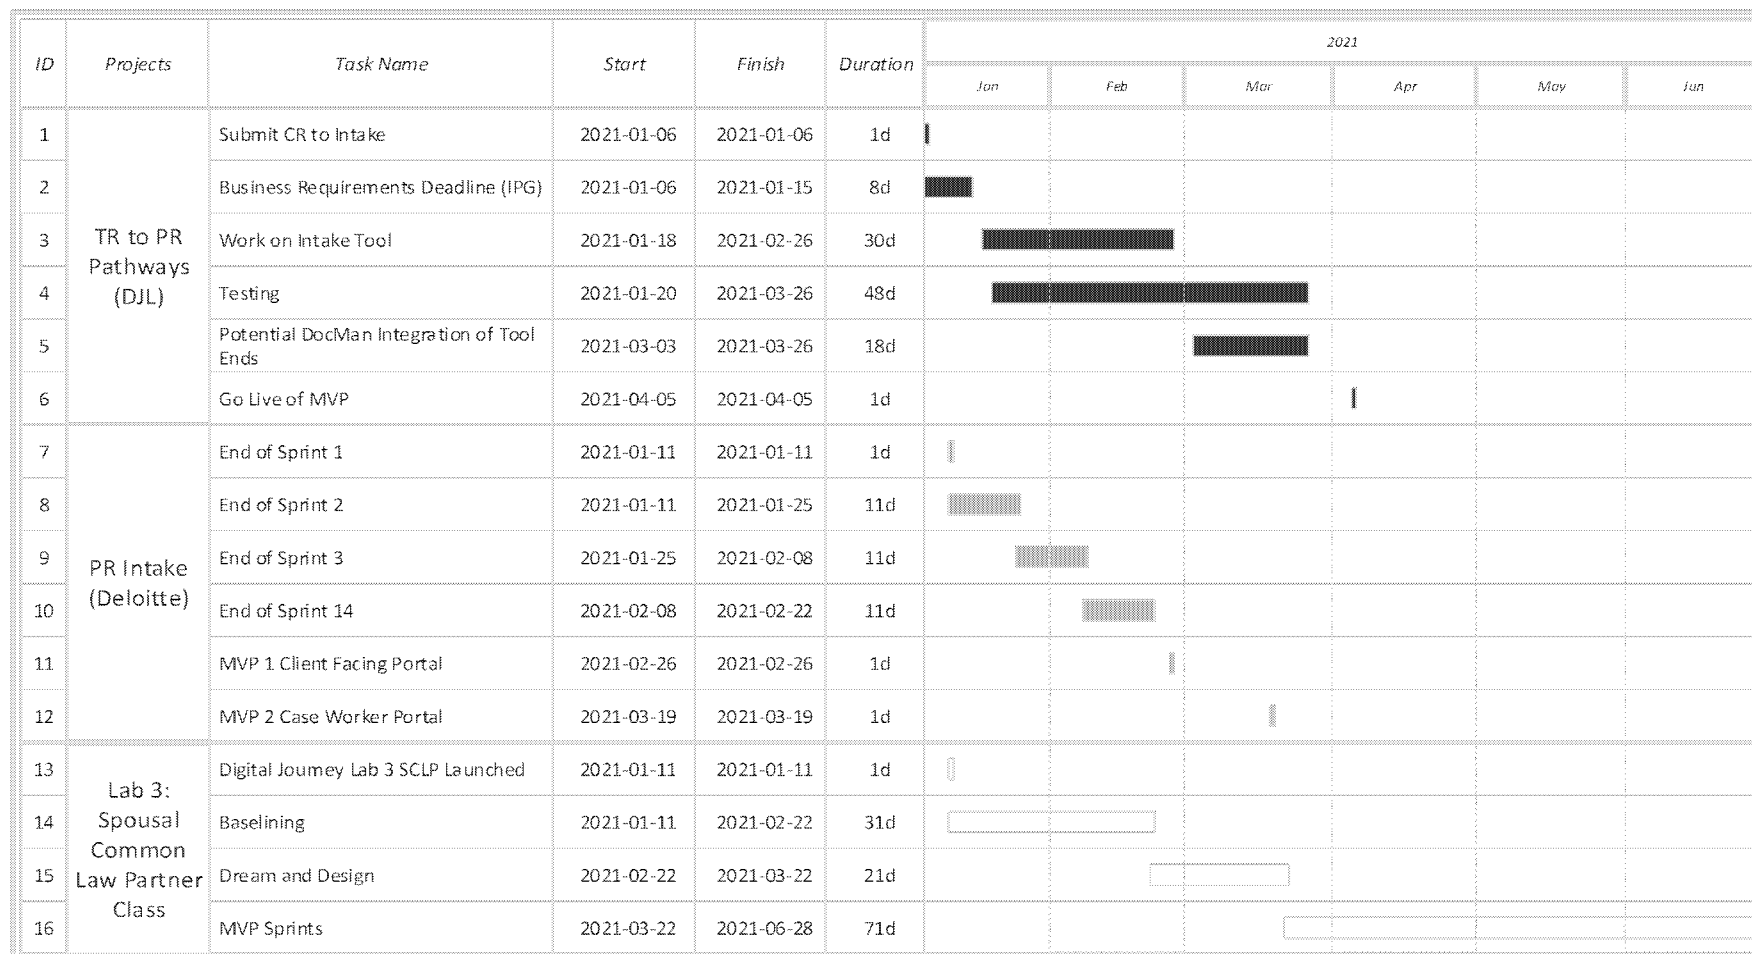 ID Projects Task Name Start Finish Duration 2021
Jan Feb Mar Apr May Jun
TR to PR
Pathways
(DJL)
1 Submit CR to Intake 2021-01-06 2021-01-06 1d
2 Business Requirements Deadline (IPG) 2021-01-06 2021-01-15 8d
3 Work on Intake Tool 2021-01-18 2021-02-26 30d
4 Testing 2021-01-20 2021-03-26 48d
5 Potential DocMan Integration of Tool
Ends 2021-03-03 2021-03-26 18d
6 Go Live of MVP 2021-04-05 2021-04-05 1d
PR Intake
(Deloitte)
7 End of Sprint 1 2021-01-11 2021-01-11 1d
8 End of Sprint 2 2021-01-11 2021-01-25 11d
9 End of Sprint 3 2021-01-25 2021-02-08 11d
10 End of Sprint 14 2021-02-08 2021-02-22 11d
11 MVP 1 Client Facing Portal 2021-02-26 2021-02-26 1d
12 MVP 2 Case Worker Portal 2021-03-19 2021-03-19 1d
Lab 3:
Spousal
Common
Law Partner
Class
13 Digital Journey Lab 3 SCLP Launched 2021-01-11 2021-01-11 1d
14 Baselining 2021-01-11 2021-02-22 31d
15 Dream and Design 2021-02-22 2021-03-22 21d
16 MVP Sprints 2021-03-22 2021-06-28 71d